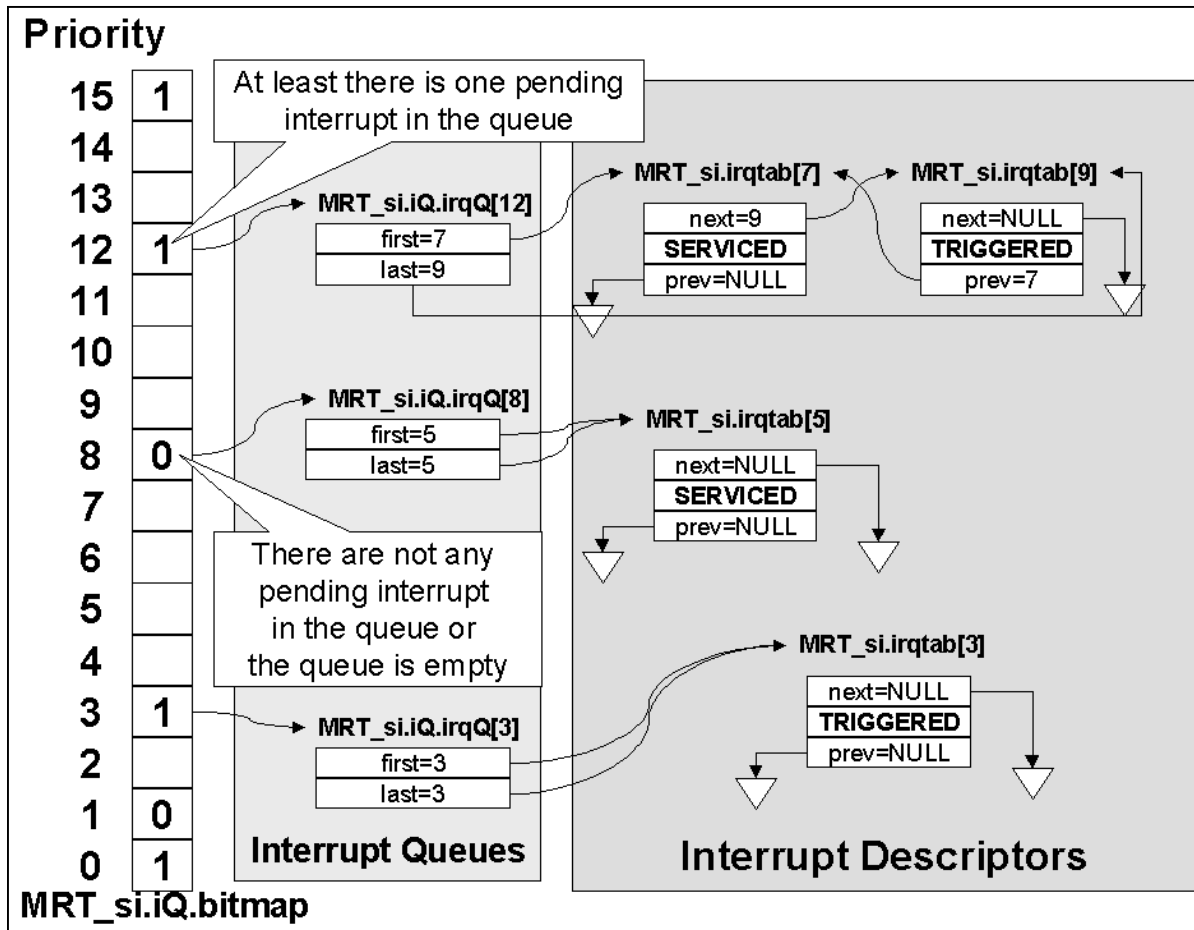 Priority
15 1
14
13
12 1
11
10
9
8 0
7
6
5
4
3 1
2
1 0
0 1
MRT_si.iQ.bitmap
At least there is one pending
interrupt in the queue
There are not any
pending interrupt
in the queue or
the queue is empty
MRT_si.iQ.irqQ[12]
first=7
last=9
MRT_si.iQ.irqQ[8]
first=5
last=5
MRT_si.iQ.irqQ[3]
first=3
last=3
Interrupt Queues
MRT_si.irqtab[7]
next=9
SERVICED
prev=NULL
MRT_si.irqtab[9]
next=NULL
TRIGGERED
prev=7
MRT_si.irqtab[5]
next=NULL
SERVICED
prev=NULL
MRT_si.irqtab[3]
next=NULL
TRIGGERED
prev=NULL
Interrupt Descriptors